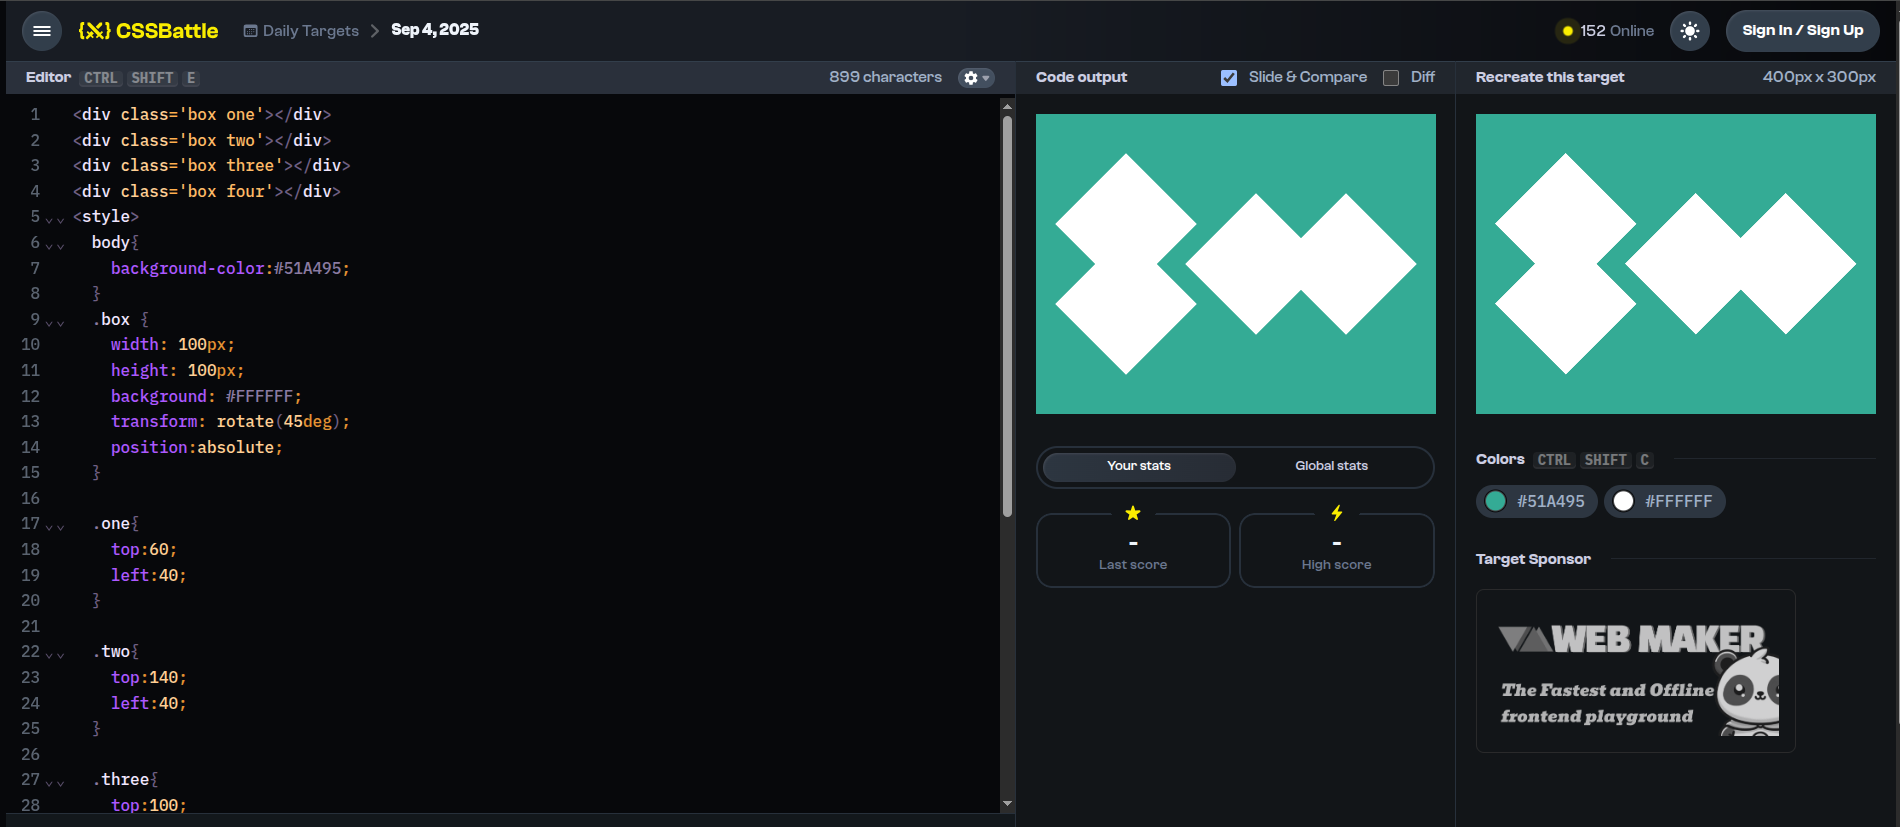 {X} CSSBattle
Daily Targets > Sep 4, 2025
152 Online
Sign In / Sign Up
Editor CTRL SHIFT E
899 characters
1 <div class='box one'></div>
2 <div class='box two'></div>
3 <div class='box three'></div>
4 <div class='box four'></div>
5 <style>
6 body{
7 background-color:#51A495;
8 }
9 .box {
10 width: 100px;
11 height: 100px;
12 background: #FFFFFF;
13 transform: rotate(45deg);
14 position:absolute;
15 }
16
17 .one{
18 top:60;
19 left:40;
20 }
21
22 .two{
23 top:140;
24 left:40;
25 }
26
27 .three{
28 top:100;
Code output
Slide & Compare
Diff
Your stats
Global stats
-
Last score
-
High score
Recreate this target
400px x 300px
Colors CTRL SHIFT C
#51A495
#FFFFFF
Target Sponsor
WEB MAKER
The Fastest and Offline
frontend playground